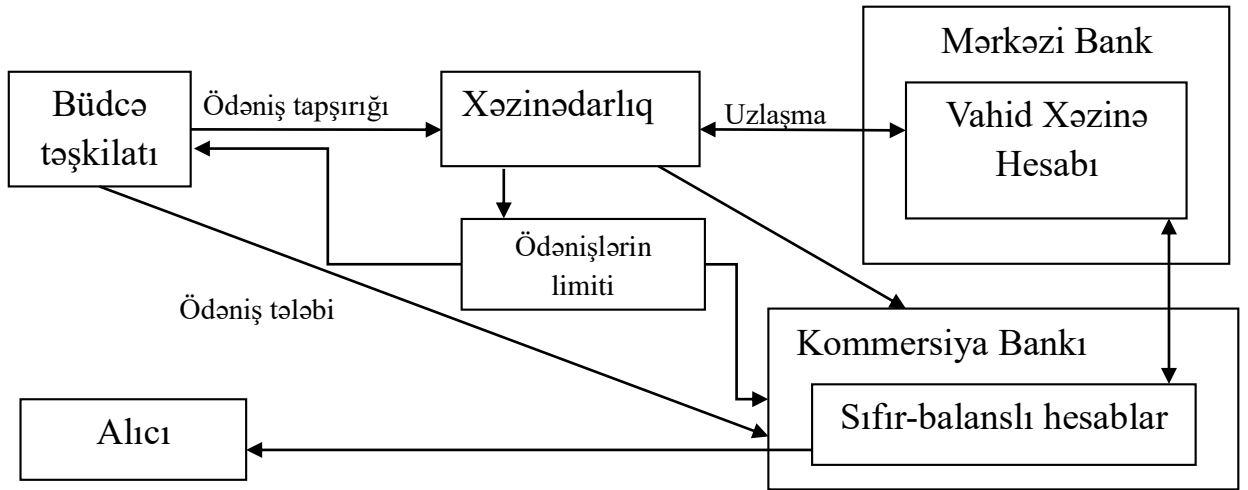 Mərkəzi Bank
Büdcə
təşkilatı
Ödəniş tapşırığı
Xəzinədarlıq
Uzlaşma
Vahid Xəzinə
Hesabı
Ödənişlərin
limiti
Ödəniş tələbi
Kommersiya Bankı
Alıcı
Sıfır-balanslı hesablar